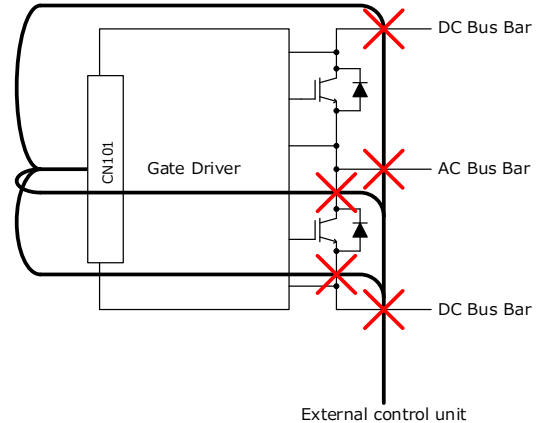 DC Bus Bar
CN101
Gate Driver
AC Bus Bar
DC Bus Bar
External control unit